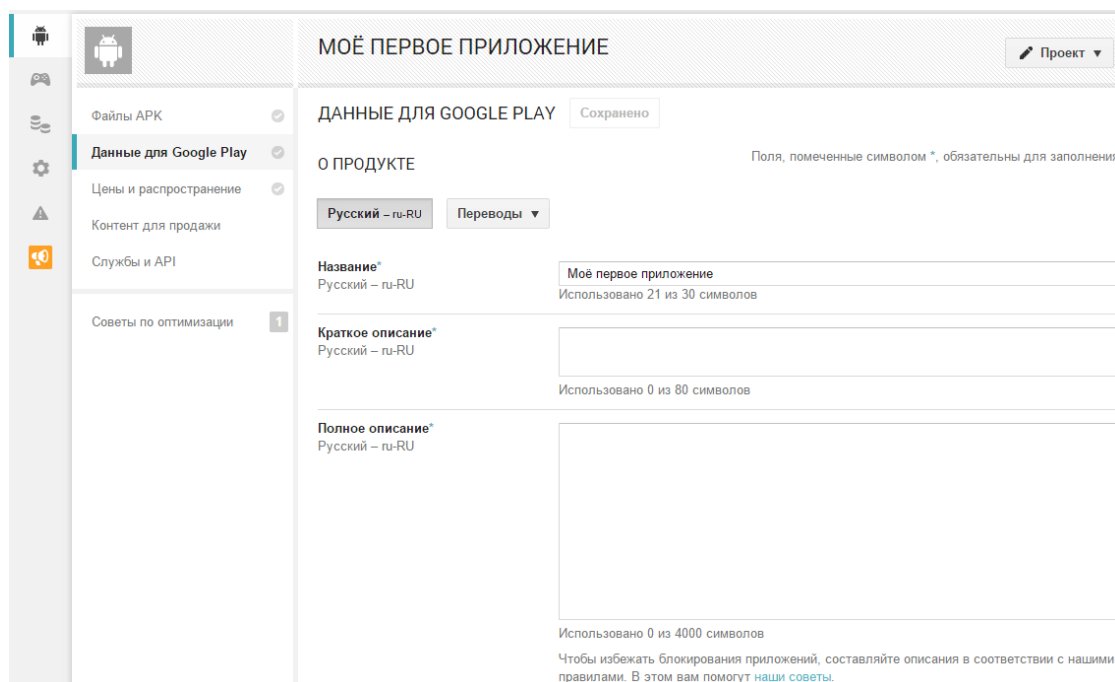 МОЁ ПЕРВОЕ ПРИЛОЖЕНИЕ
Проект
Файлы APK
Данные для Google Play
Цены и распространение
Контент для продажи
Службы и API
Советы по оптимизации
1
ДАННЫЕ ДЛЯ GOOGLE PLAY Сохранено
О ПРОДУКТЕ
Поля, помеченные символом *, обязательны для заполнения
Русский – ru-RU Переводы
Название*
Русский – ru-RU
Моё первое приложение
Использовано 21 из 30 символов
Краткое описание*
Русский – ru-RU
Использовано 0 из 80 символов
Полное описание*
Русский – ru-RU
Использовано 0 из 4000 символов
Чтобы избежать блокирования приложений, составляйте описания в соответствии с нашими
правилами. В этом вам помогут наши советы.